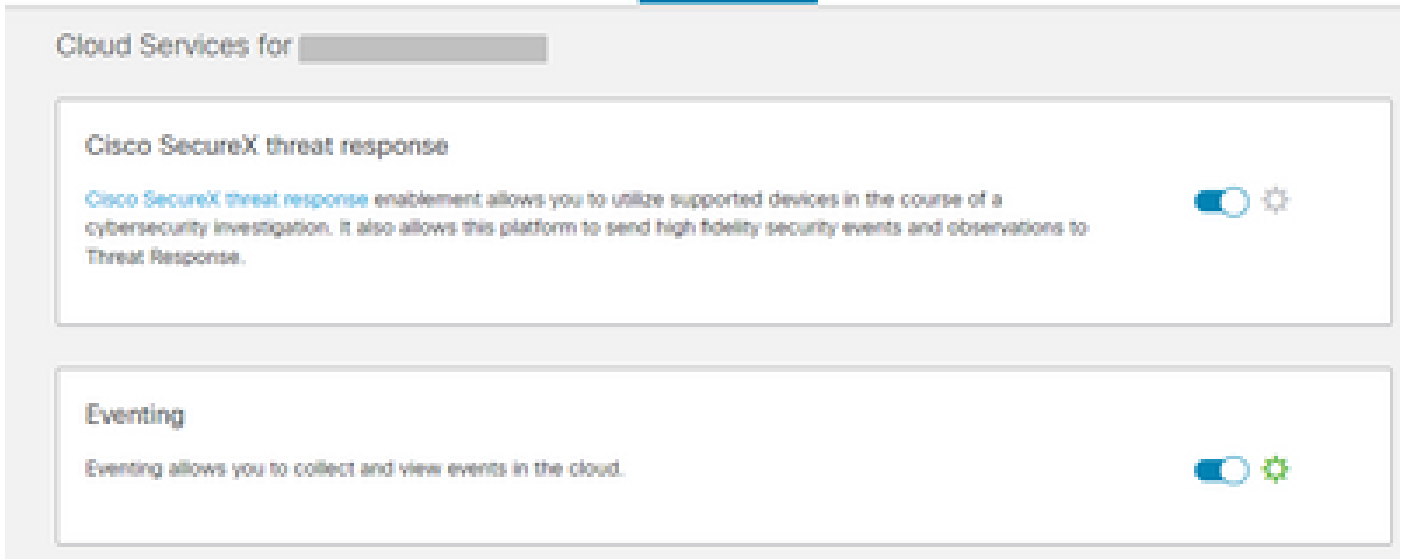 Cloud Services for
Cisco SecureX threat response
Cisco SecureX threat response enablement allows you to utilize supported devices in the course of a
cybersecurity investigation. It also allows this platform to send high fidelity security events and observations to
Threat Response.
Eventing
Eventing allows you to collect and view events in the cloud.